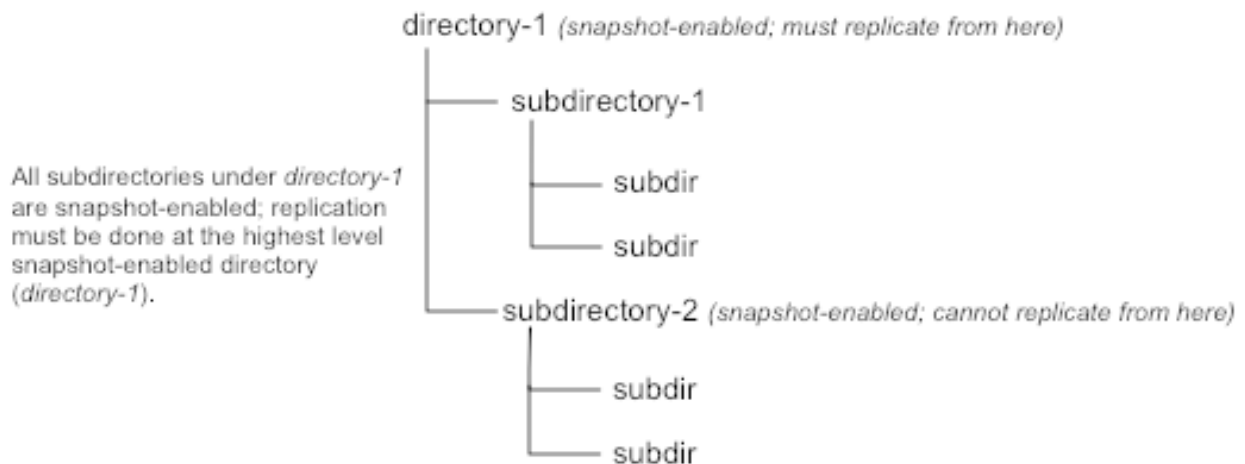 directory-1 (snapshot-enabled; must replicate from here)
subdirectory-1
subdir
subdir
All subdirectories under directory-1
are snapshot-enabled; replication
must be done at the highest level
snapshot-enabled directory
(directory-1).
subdirectory-2 (snapshot-enabled; cannot replicate from here)
subdir
subdir